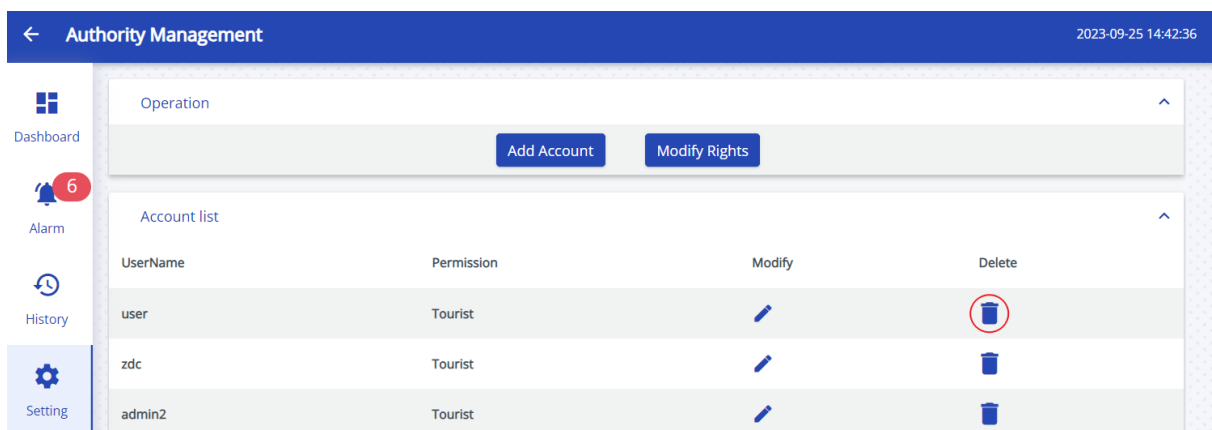 Authority Management 2023-09-25 14:42:36
Dashboard
6
Alarm
History
Setting
Operation
Add Account Modify Rights
Account list
UserName Permission Modify Delete
user Tourist
zdc Tourist
admin2 Tourist